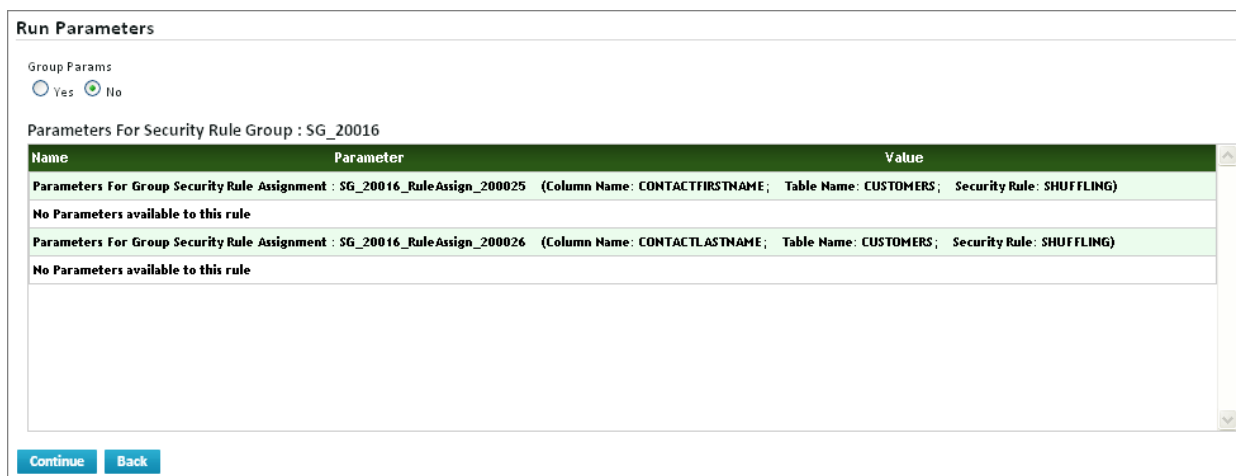 Run Parameters
Group Params
Yes No
Parameters For Security Rule Group : SG_20016
Name Parameter Value
Parameters For Group Security Rule Assignment : SG_20016_RuleAssign_200025 (Column Name: CONTACTFIRSTNAME; Table Name: CUSTOMERS; Security Rule: SHUFFLING)
No Parameters available to this rule
Parameters For Group Security Rule Assignment : SG_20016_RuleAssign_200026 (Column Name: CONTACTLASTNAME; Table Name: CUSTOMERS; Security Rule: SHUFFLING)
No Parameters available to this rule
Continue Back